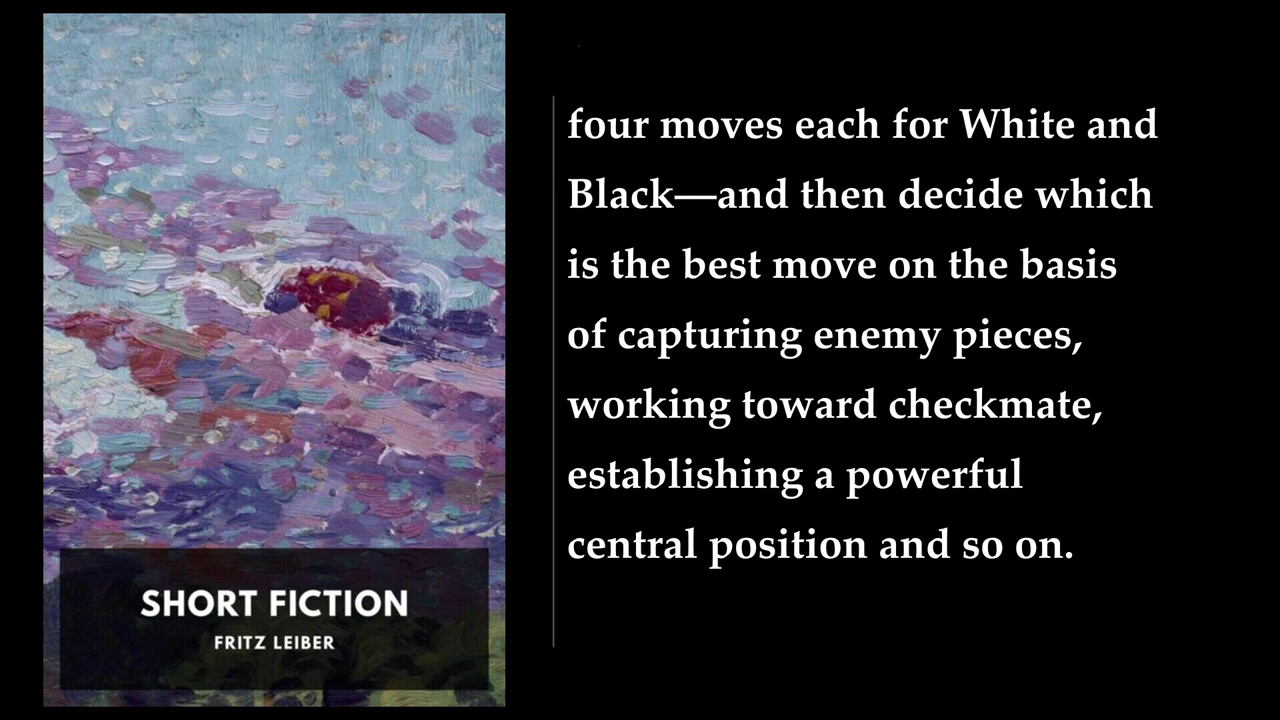 SHORT FICTION
FRITZ LEIBER
four moves each for White and
Black—and then decide which
is the best move on the basis
of capturing enemy pieces,
working toward checkmate,
establishing a powerful
central position and so on.